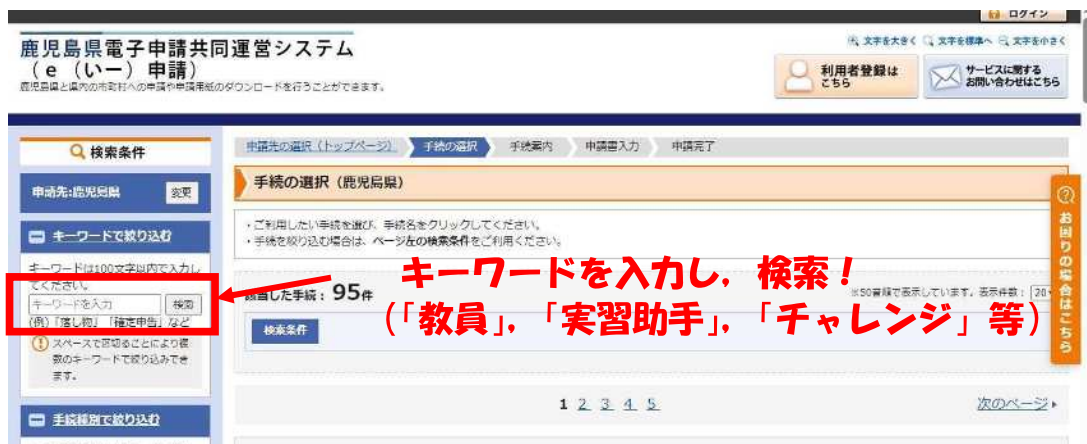 ログイン
鹿児島県電子申請共同運営システム
（e（いー）申請）
鹿児島県と県内の市町村への申請や申請用紙のダウンロードを行うことができます。
文字を大きく 文字を標準へ 文字を小さく
利用者登録は
こちら
サービスに関する
お問い合わせはこちら
検索条件
申請先:鹿児島県 変更
キーワードで絞り込む
キーワードは100文字以内で入力し
てください。
キーワードを入力 検索
(例)「落し物」「確定申告」など
スペースで区切ることにより複
数のキーワードで絞り込みでき
ます。
手続種別で絞り込む
申請先の選択（トップページ） 手続の選択 手続案内 申請書入力 申請完了
手続の選択（鹿児島県）
・ご利用したい手続を選び、手続名をクリックしてください。
・手続を絞り込む場合は、ページ左の検索条件をご利用ください。
キーワードを入力し，検索！
（「教員」，「実習助手」，「チャレンジ」等）
該当した手続：95件
※50音順で表示しています。表示件数： 20
検索条件
1 2 3 4 5
次のページ
お困りの場合はこちら